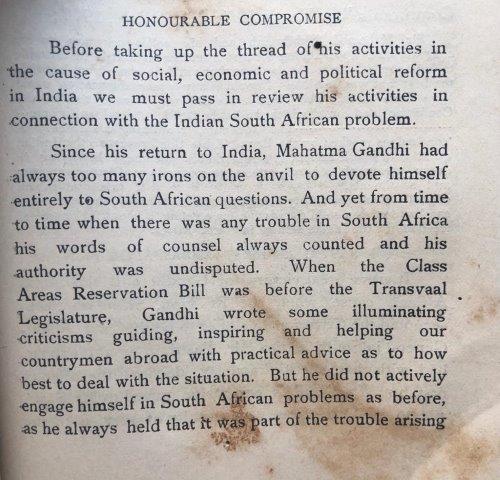 HONOURABLE COMPROMISE
Before taking up the thread of his activities in
the cause of social, economic and political reform
in India we must pass in review his activities in
connection with the Indian South African problem.
Since his return to India, Mahatma Gandhi had
always too many irons on the anvil to devote himself
entirely to South African questions. And yet from time
to time when there was any trouble in South Africa
his words of counsel always counted and his
authority was undisputed. When the Class
Areas Reservation Bill was before the Transvaal
Legislature, Gandhi wrote some illuminating
criticisms guiding, inspiring and helping our
countrymen abroad with practical advice as to how
best to deal with the situation. But he did not actively
engage himself in South African problems as before,
as he always held that it was part of the trouble arising